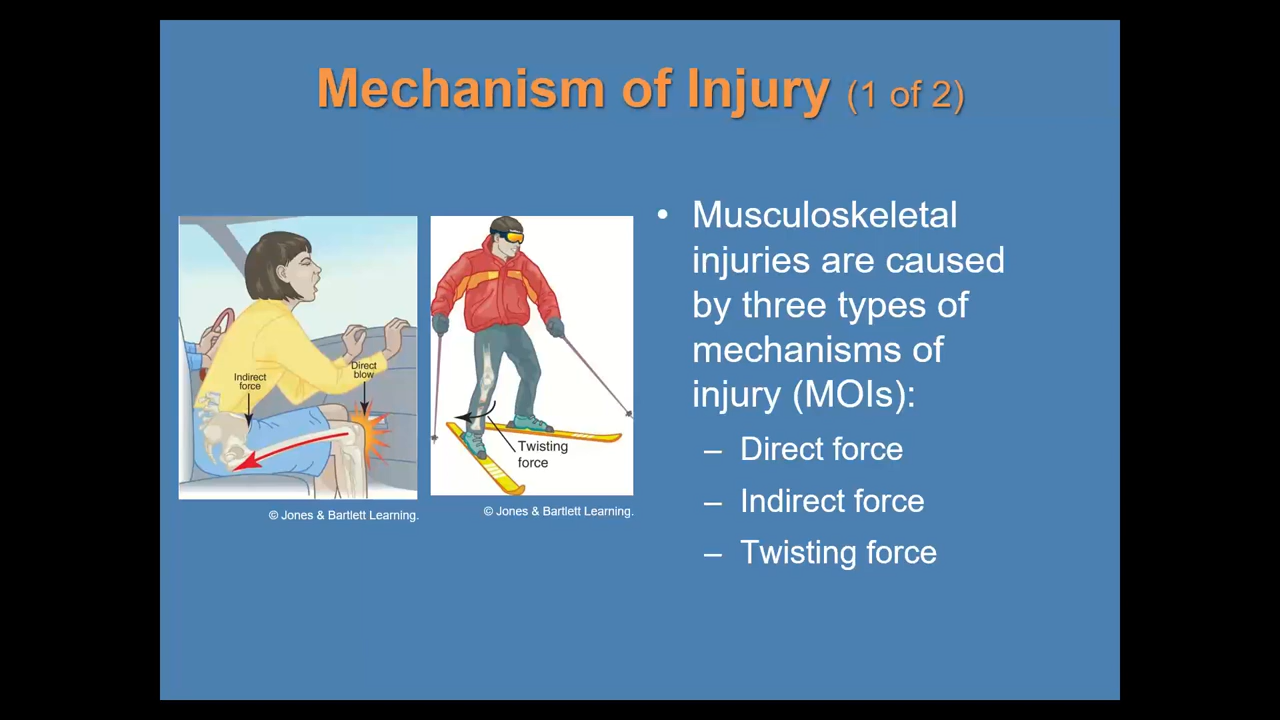 Mechanism of Injury (1 of 2)
Indirect
force
Direct
blow
© Jones & Bartlett Learning.
Twisting
force
© Jones & Bartlett Learning.
• Musculoskeletal
injuries are caused
by three types of
mechanisms of
injury (MOIs):
– Direct force
– Indirect force
– Twisting force